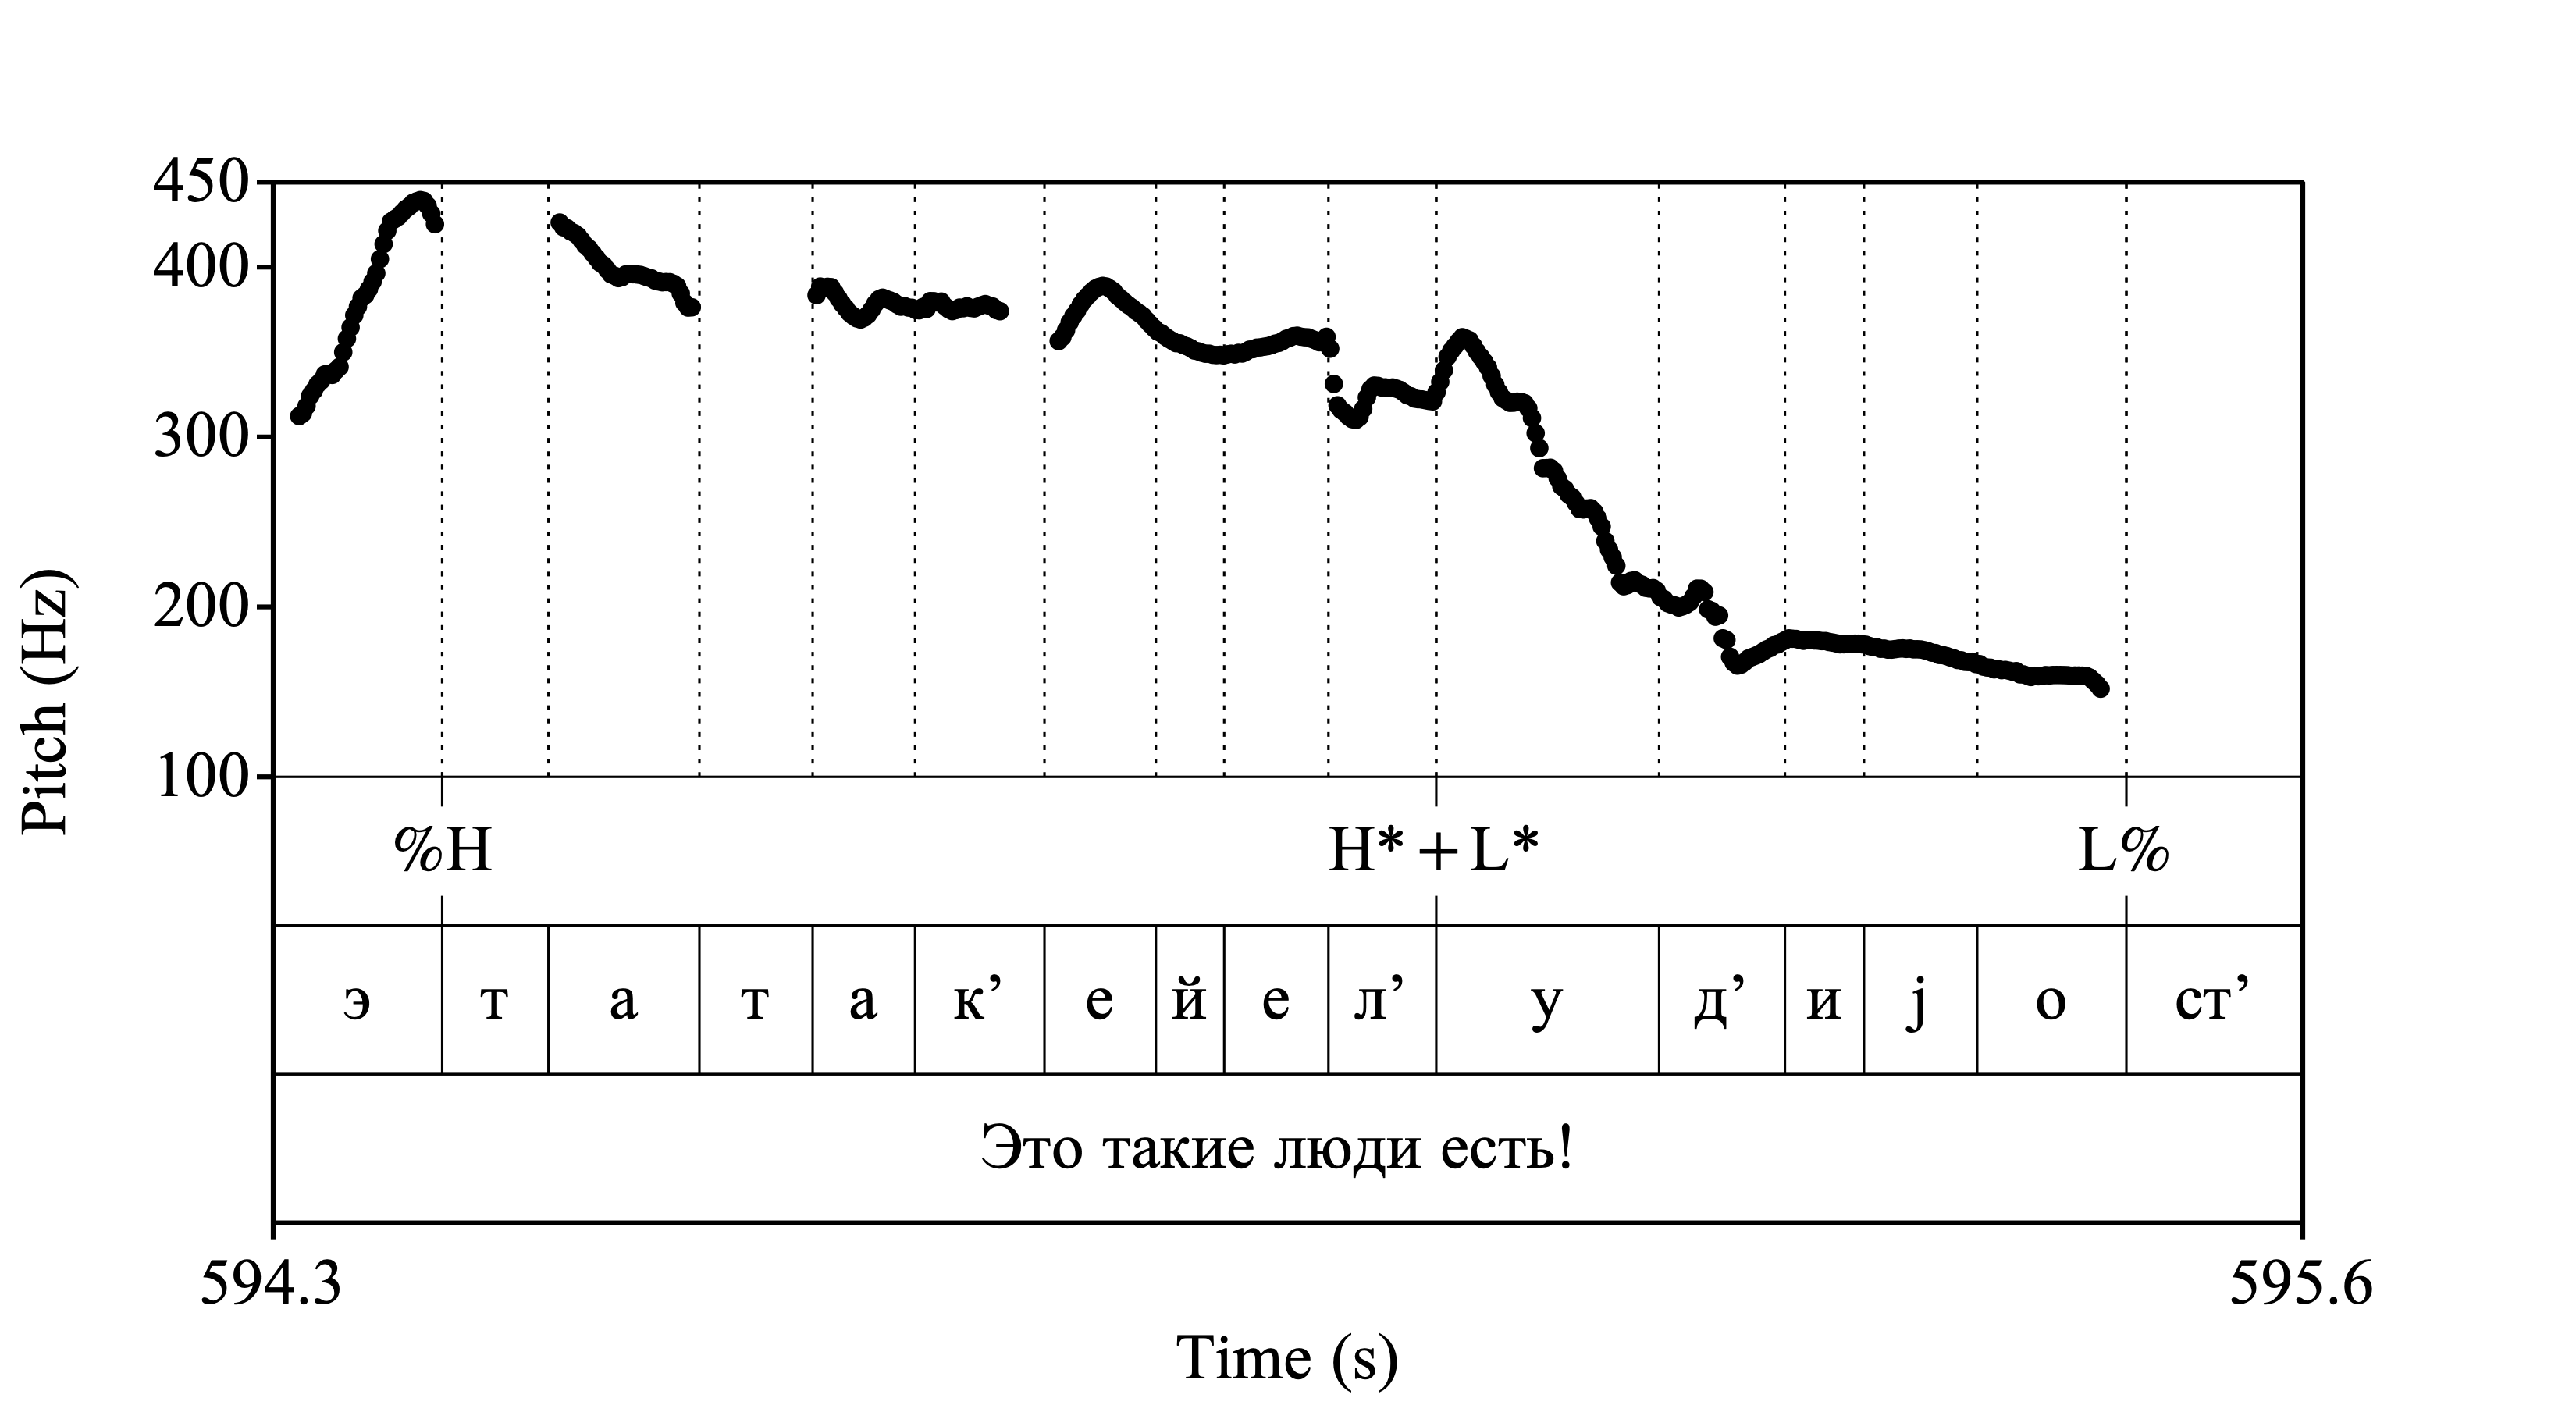 450
400
300
200
100
Pitch (Hz)
%H H*+L* L%
э т а т а к’ е й е л’ у д’ и j о ст’
Это такие люди есть!
594.3 595.6
Time (s)